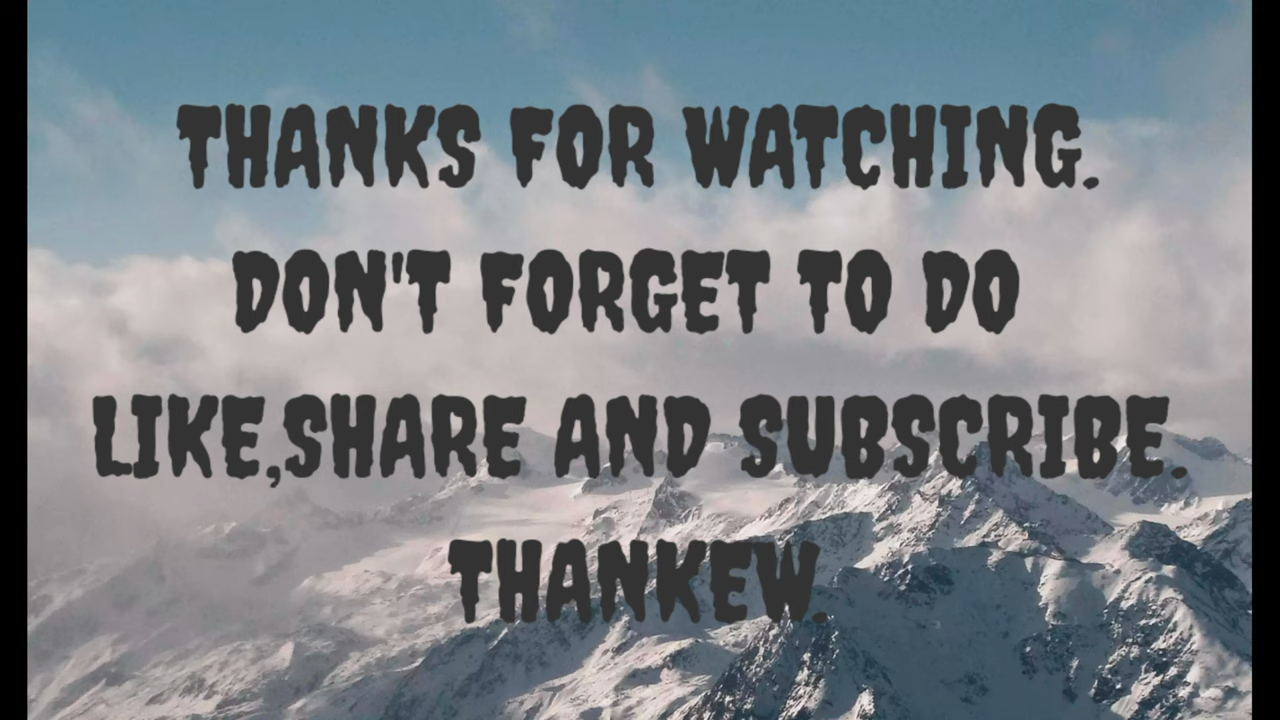 THANKS FOR WATCHING.
DON'T FORGET TO DO
LIKE,SHARE AND SUBSCRIBE.
THANKEW.